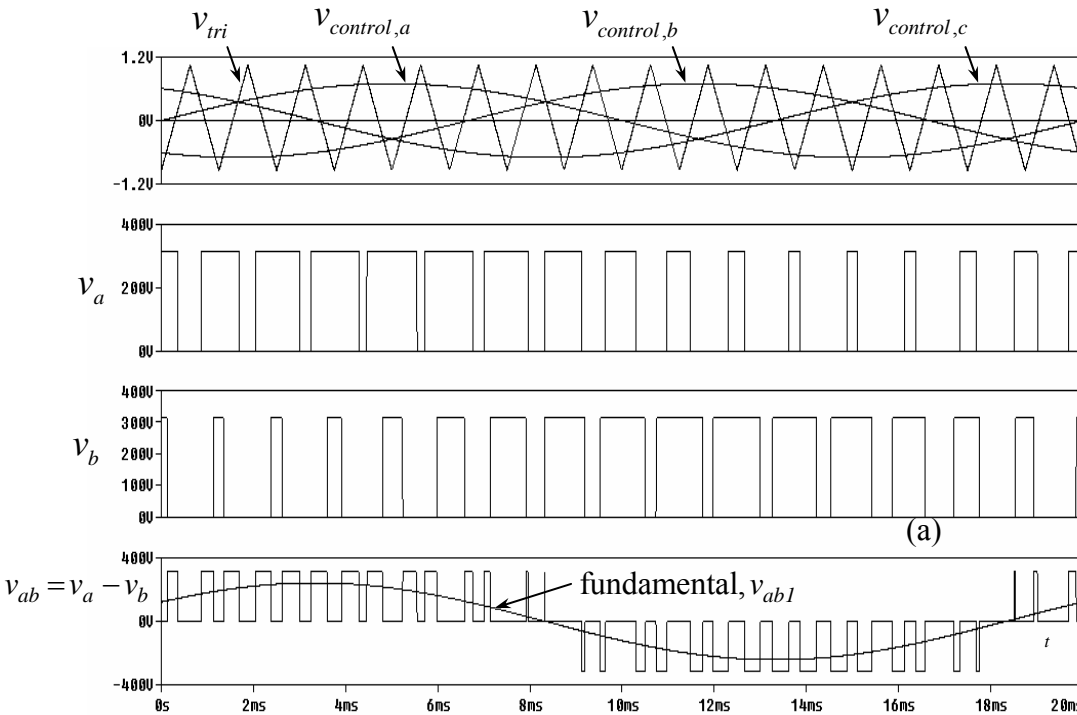 v_tri v_control,a v_control,b v_control,c
1.2V
0V
-1.2V
400V
v_a
200V
0V
400V
300V
v_b
200V
100V
0V
(a)
400V
v_ab = v_a − v_b
fundamental, v_ab1
0V
t
-400V
0s 2ms 4ms 6ms 8ms 10ms 12ms 14ms 16ms 18ms 20ms